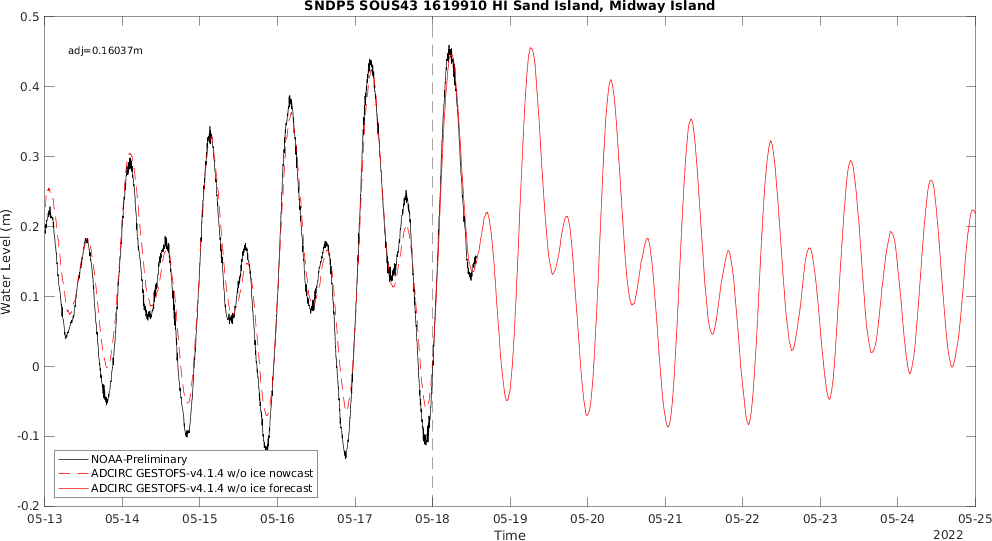 SNDP5 SOUS43 1619910 HI Sand Island, Midway Island
adj=0.16037m
Water Level (m)
0.5
0.4
0.3
0.2
0.1
0
-0.1
-0.2
NOAA-Preliminary
ADCIRC GESTOFS-v4.1.4 w/o ice nowcast
ADCIRC GESTOFS-v4.1.4 w/o ice forecast
05-13 05-14 05-15 05-16 05-17 05-18 05-19 05-20 05-21 05-22 05-23 05-24 05-25
Time
2022